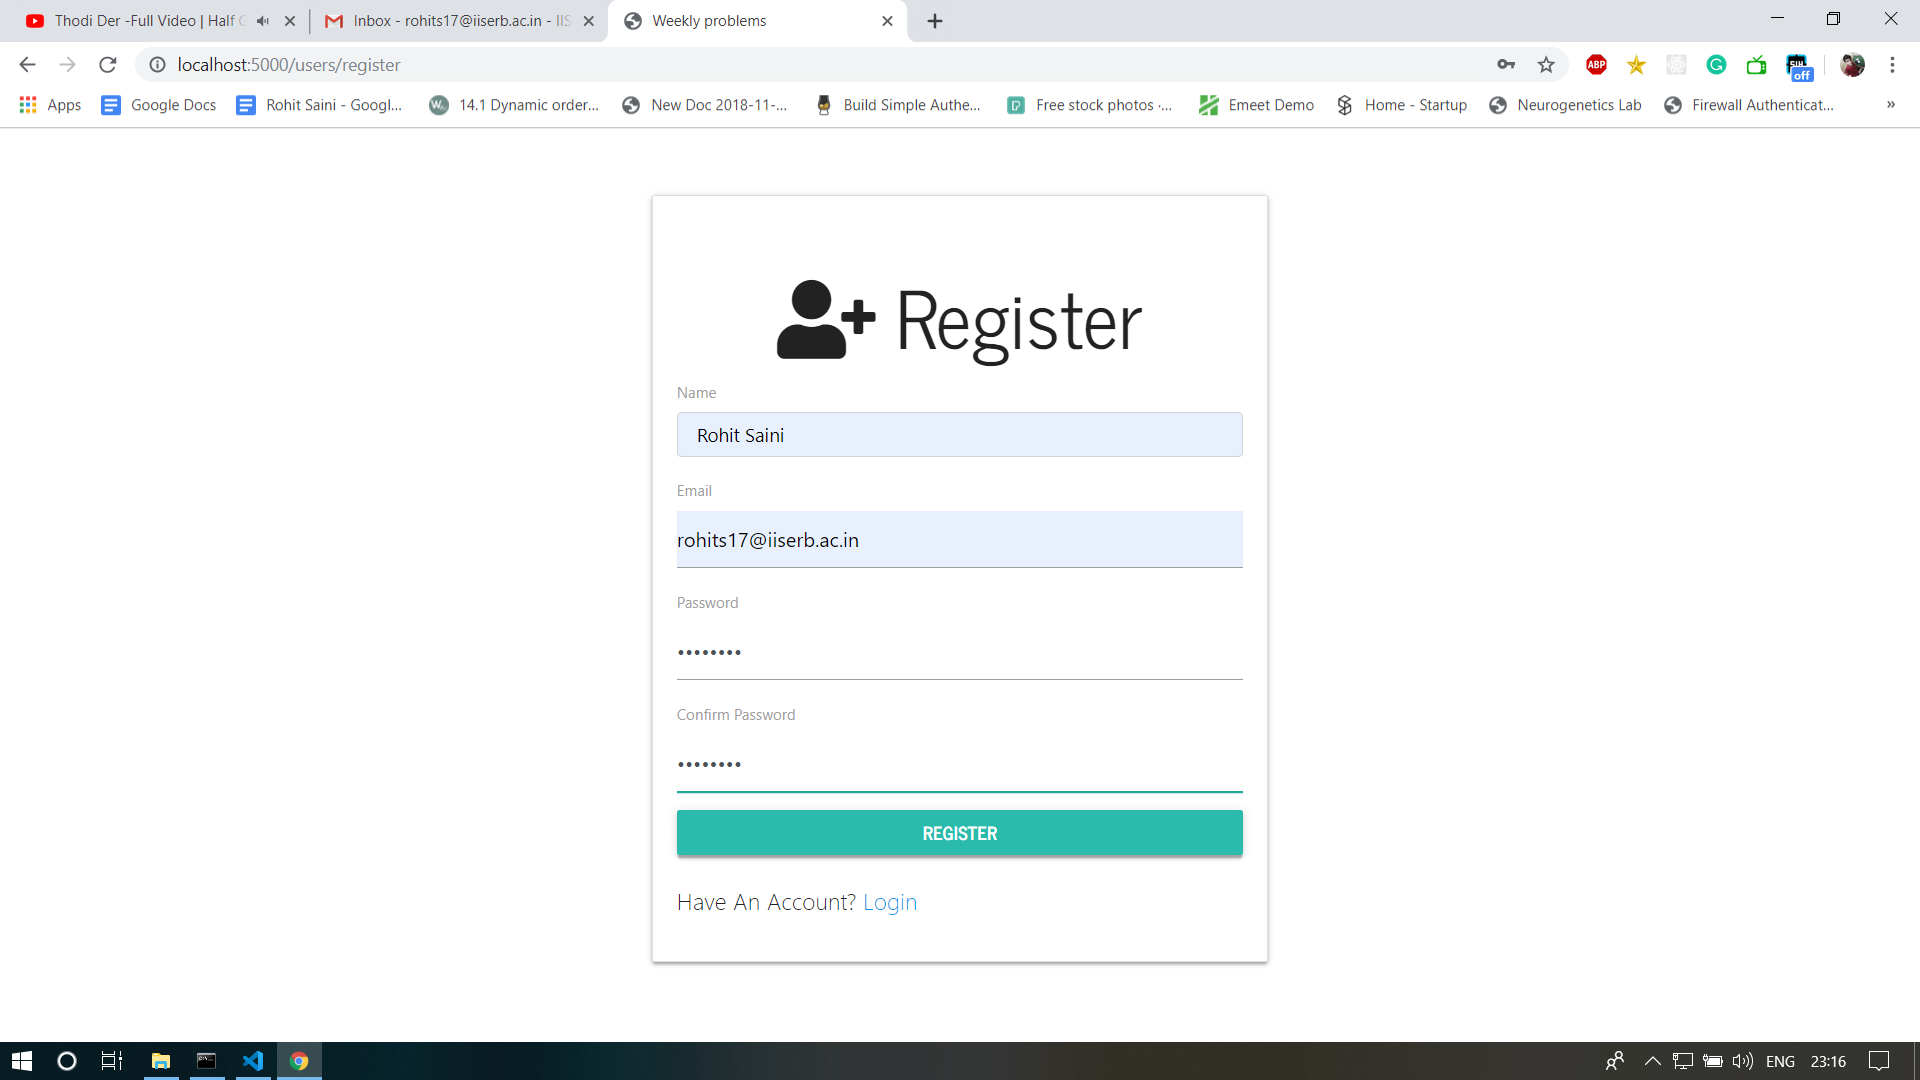 Thodi Der -Full Video | Half G
Inbox - rohits17@iiserb.ac.in - IIS
Weekly problems
localhost:5000/users/register
ABP
off
Apps
Google Docs
Rohit Saini - Googl...
14.1 Dynamic order...
New Doc 2018-11-...
Build Simple Authe...
Free stock photos ·...
Emeet Demo
Home - Startup
Neurogenetics Lab
Firewall Authenticat...
»
Register
Name
Rohit Saini
Email
rohits17@iiserb.ac.in
Password
••••••••
Confirm Password
••••••••
REGISTER
Have An Account? Login
ENG
23:16